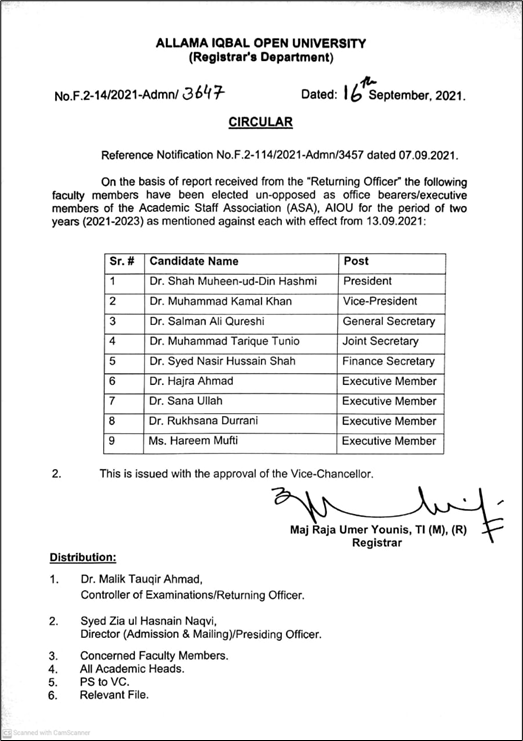 ALLAMA IQBAL OPEN UNIVERSITY
(Registrar's Department)
No.F.2-14/2021-Admn/ 3647 Dated: 16th September, 2021.
CIRCULAR
Reference Notification No.F.2-114/2021-Admn/3457 dated 07.09.2021.
On the basis of report received from the "Returning Officer" the following
faculty members have been elected un-opposed as office bearers/executive
members of the Academic Staff Association (ASA), AIOU for the period of two
years (2021-2023) as mentioned against each with effect from 13.09.2021:
Sr. # Candidate Name Post
1 Dr. Shah Muheen-ud-Din Hashmi President
2 Dr. Muhammad Kamal Khan Vice-President
3 Dr. Salman Ali Qureshi General Secretary
4 Dr. Muhammad Tarique Tunio Joint Secretary
5 Dr. Syed Nasir Hussain Shah Finance Secretary
6 Dr. Hajra Ahmad Executive Member
7 Dr. Sana Ullah Executive Member
8 Dr. Rukhsana Durrani Executive Member
9 Ms. Hareem Mufti Executive Member
2. This is issued with the approval of the Vice-Chancellor.
Maj Raja Umer Younis, TI (M), (R)
Registrar
Distribution:
1. Dr. Malik Tauqir Ahmad,
Controller of Examinations/Returning Officer.
2. Syed Zia ul Hasnain Naqvi,
Director (Admission & Mailing)/Presiding Officer.
3. Concerned Faculty Members.
4. All Academic Heads.
5. PS to VC.
6. Relevant File.
CS Scanned with CamScanner